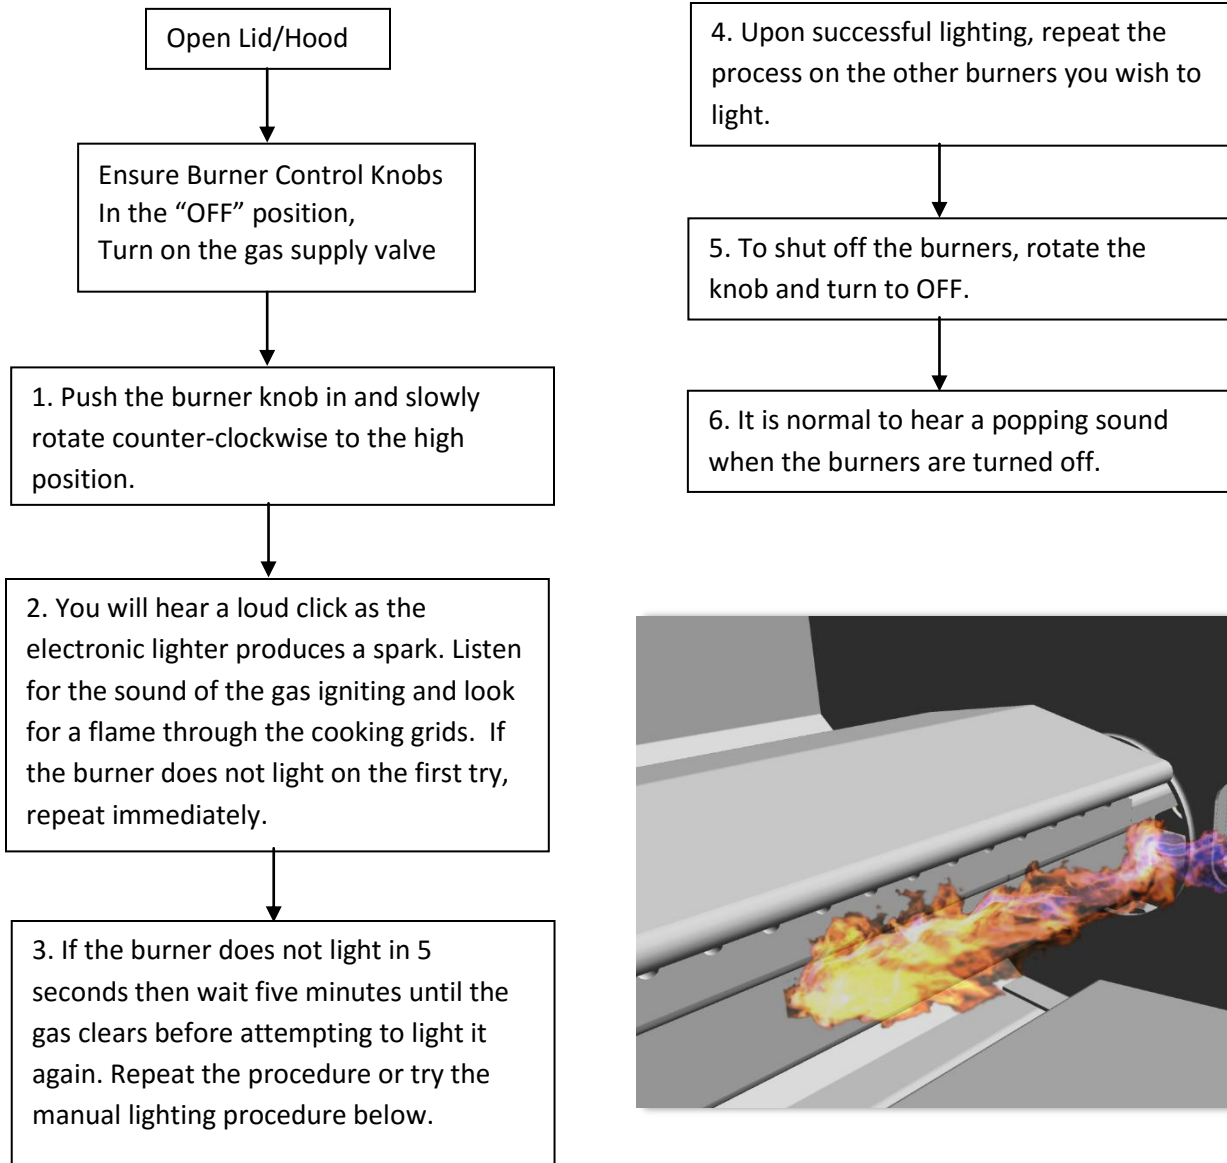 Open Lid/Hood
Ensure Burner Control Knobs
In the “OFF” position,
Turn on the gas supply valve
1. Push the burner knob in and slowly
rotate counter-clockwise to the high
position.
2. You will hear a loud click as the
electronic lighter produces a spark. Listen
for the sound of the gas igniting and look
for a flame through the cooking grids.  If
the burner does not light on the first try,
repeat immediately.
3. If the burner does not light in 5
seconds then wait five minutes until the
gas clears before attempting to light it
again. Repeat the procedure or try the
manual lighting procedure below.
4. Upon successful lighting, repeat the
process on the other burners you wish to
light.
5. To shut off the burners, rotate the
knob and turn to OFF.
6. It is normal to hear a popping sound
when the burners are turned off.